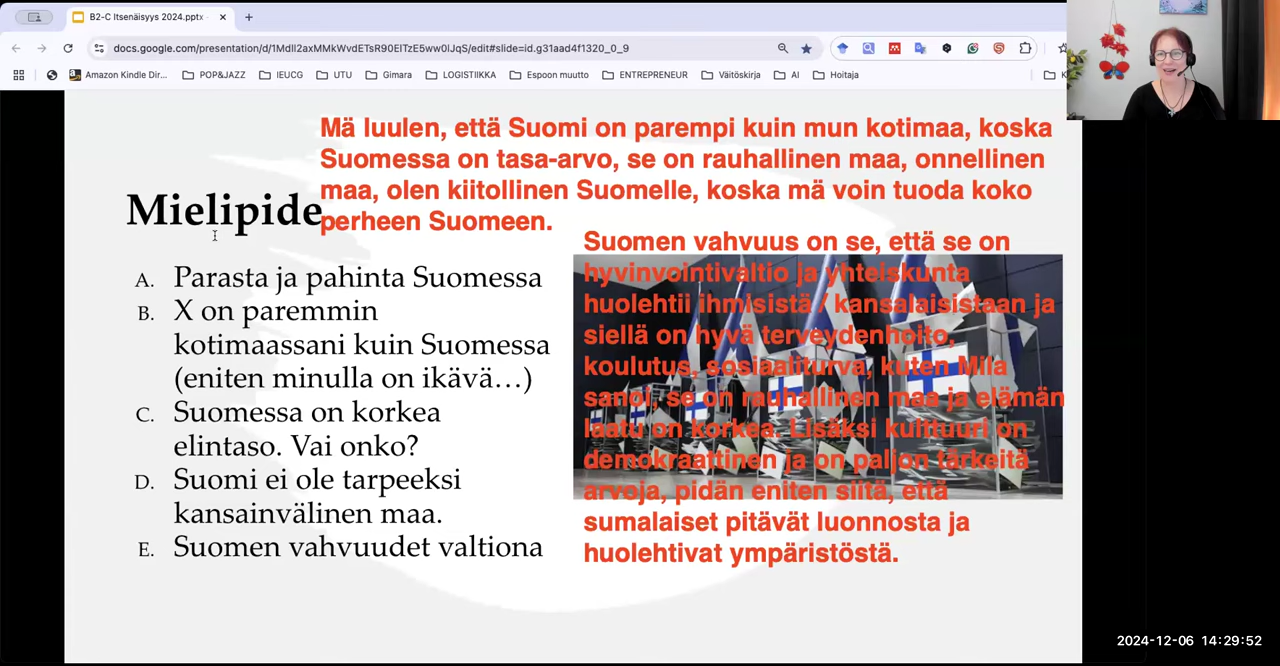 B2-C Itsenäisyys 2024.pptx
docs.google.com/presentation/d/1MdII2axMMkWvdETsR90EITzE5ww0IJqS/edit#slide=id.g31aad4f1320_0_9
Amazon Kindle Dir... POP&JAZZ IEUCG UTU Gimara LOGISTIIKKA Espoon muutto ENTREPRENEUR Väitöskirja AI Hoitaja
Mä luulen, että Suomi on parempi kuin mun kotimaa, koska
Suomessa on tasa-arvo, se on rauhallinen maa, onnellinen
maa, olen kiitollinen Suomelle, koska mä voin tuoda koko
perheen Suomeen.
Mielipide
A. Parasta ja pahinta Suomessa
B. X on paremmin
kotimaassani kuin Suomessa
(eniten minulla on ikävä…)
C. Suomessa on korkea
elintaso. Vai onko?
D. Suomi ei ole tarpeeksi
kansainvälinen maa.
E. Suomen vahvuudet valtiona
Suomen vahvuus on se, että se on
hyvinvointivaltio ja yhteiskunta
huolehtii ihmisistä / kansalaisistaan ja
siellä on hyvä terveydenhoito,
koulutus, sosiaaliturva, kuten Mila
sanoi, se on rauhallinen maa ja elämän
laatu on korkea. Lisäksi kulttuuri on
demokraattinen ja on paljon tärkeitä
arvoja, pidän eniten siitä, että
sumalaiset pitävät luonnosta ja
huolehtivat ympäristöstä.
2024-12-06 14:29:52